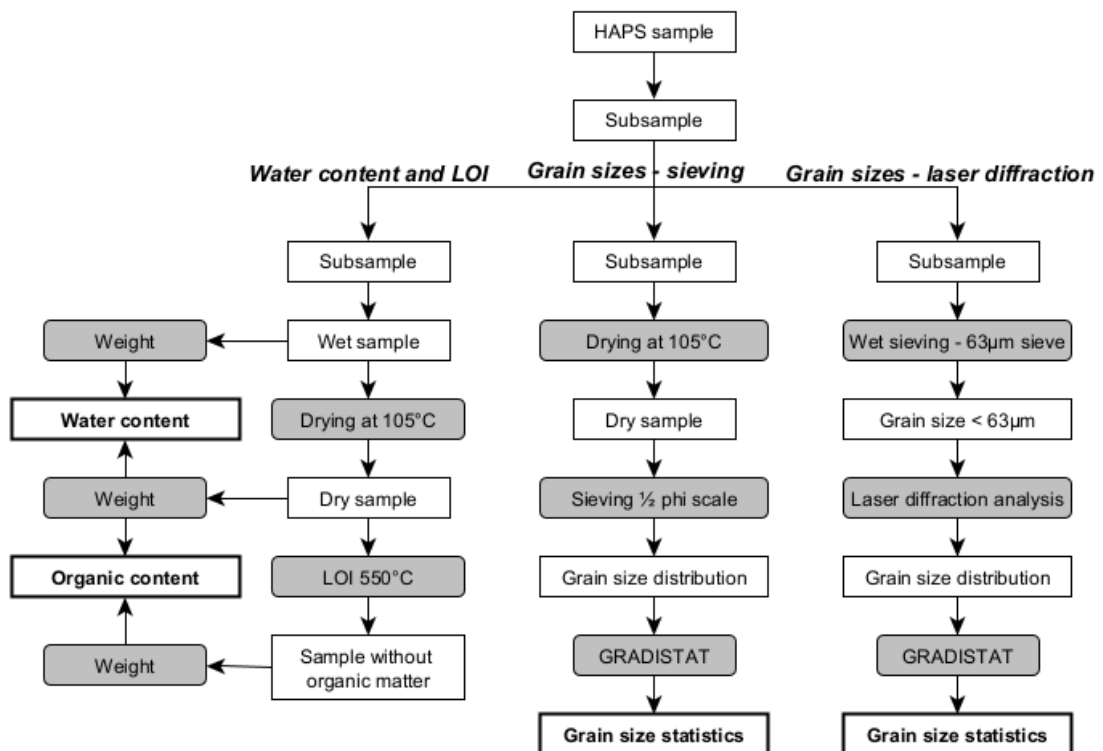 HAPS sample
Subsample
Water content and LOI
Grain sizes - sieving
Grain sizes - laser diffraction
Subsample
Subsample
Subsample
Weight
Wet sample
Drying at 105°C
Wet sieving - 63µm sieve
Water content
Drying at 105°C
Dry sample
Grain size < 63µm
Weight
Dry sample
Sieving ½ phi scale
Laser diffraction analysis
Organic content
LOI 550°C
Grain size distribution
Grain size distribution
Weight
Sample without
organic matter
GRADISTAT
GRADISTAT
Grain size statistics
Grain size statistics